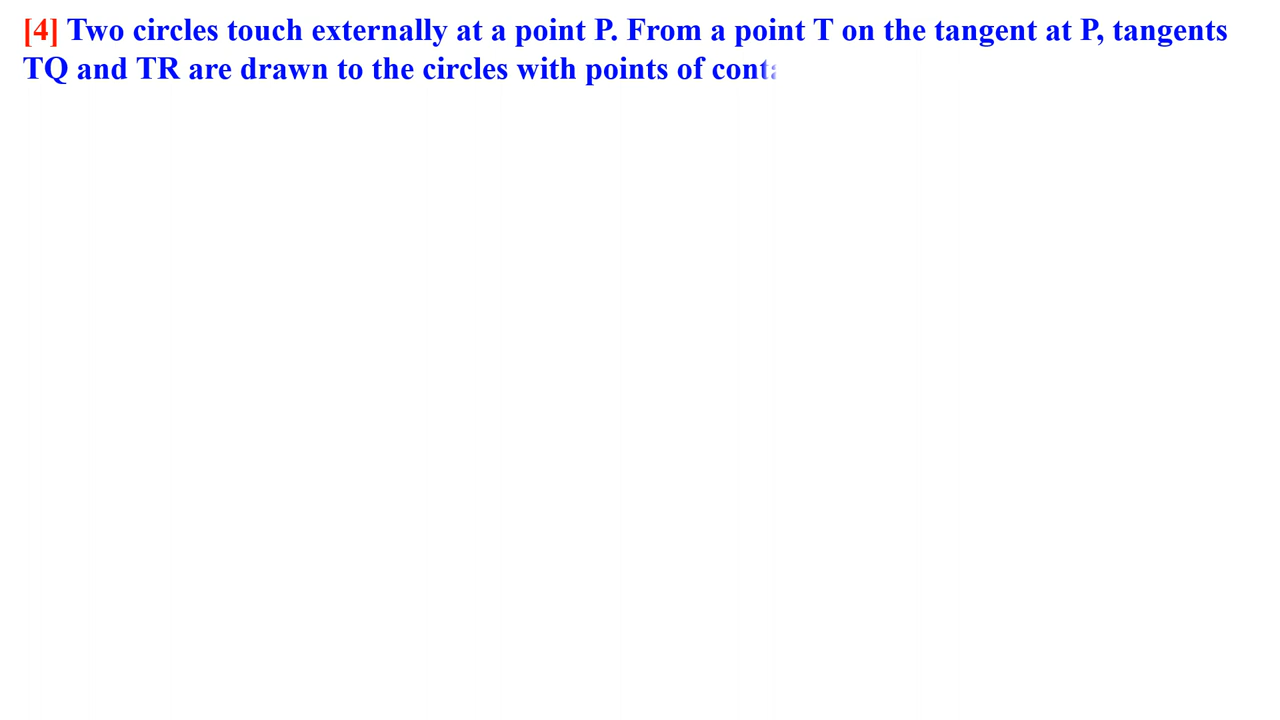 [4] Two circles touch externally at a point P. From a point T on the tangent at P, tangents
TQ and TR are drawn to the circles with points of